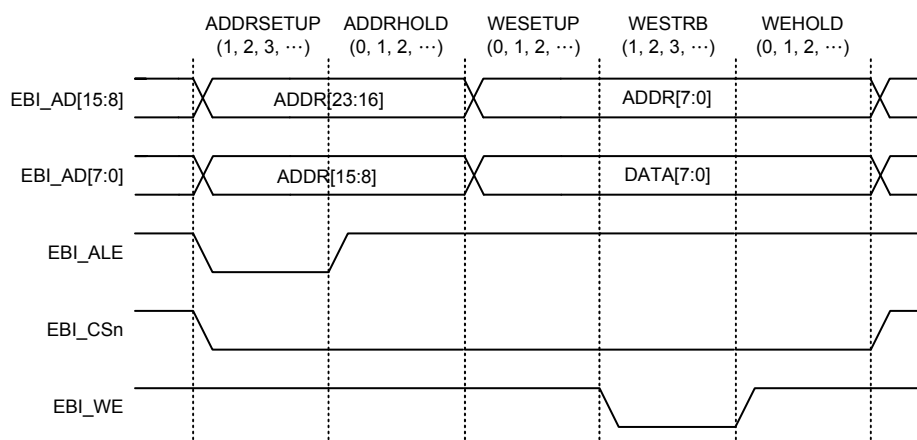 ADDRSETUP ADDRHOLD WESETUP WESTRB WEHOLD
(1, 2, 3, ⋯) (0, 1, 2, ⋯) (0, 1, 2, ⋯) (1, 2, 3, ⋯) (0, 1, 2, ⋯)
EBI_AD[15:8] ADDR[23:16] ADDR[7:0]
EBI_AD[7:0] ADDR[15:8] DATA[7:0]
EBI_ALE
EBI_CSn
EBI_WE